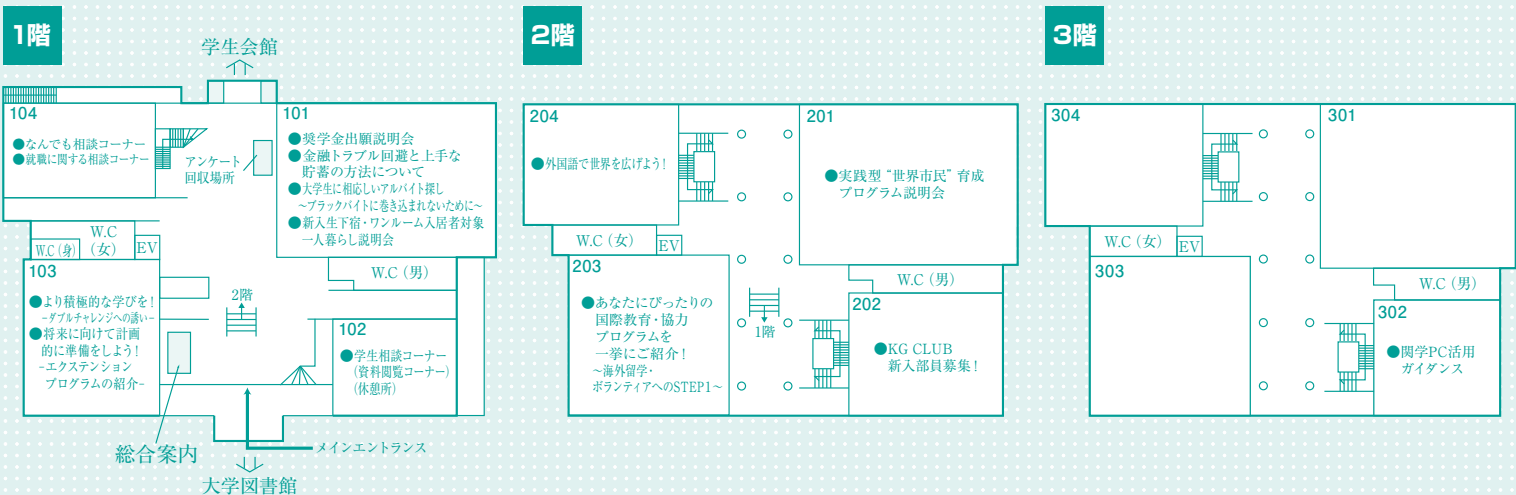 1階
学生会館
104
●なんでも相談コーナー
●就職に関する相談コーナー
アンケート
回収場所
101
●奨学金出願説明会
●金融トラブル回避と上手な
貯蓄の方法について
●大学生に相応しいアルバイト探し
~ブラックバイトに巻き込まれないために~
●新入生下宿・ワンルーム入居者対象
一人暮らし説明会
W.C(身)
W.C
(女)
EV
W.C(男)
103
●より積極的な学びを!
-ダブルチャレンジへの誘い-
●将来に向けて計画
的に準備をしよう!
-エクステンション
プログラムの紹介-
2階
102
●学生相談コーナー
(資料閲覧コーナー)
(休憩所)
総合案内
メインエントランス
大学図書館
2階
204
●外国語で世界を広げよう!
201
●実践型“世界市民”育成
プログラム説明会
W.C(女)
EV
W.C(男)
203
●あなたにぴったりの
国際教育・協力
プログラムを
一挙にご紹介!
~海外留学・
ボランティアへのSTEP1~
1階
202
●KG CLUB
新入部員募集!
3階
304
301
W.C(女)
EV
W.C(男)
303
302
●関学PC活用
ガイダンス